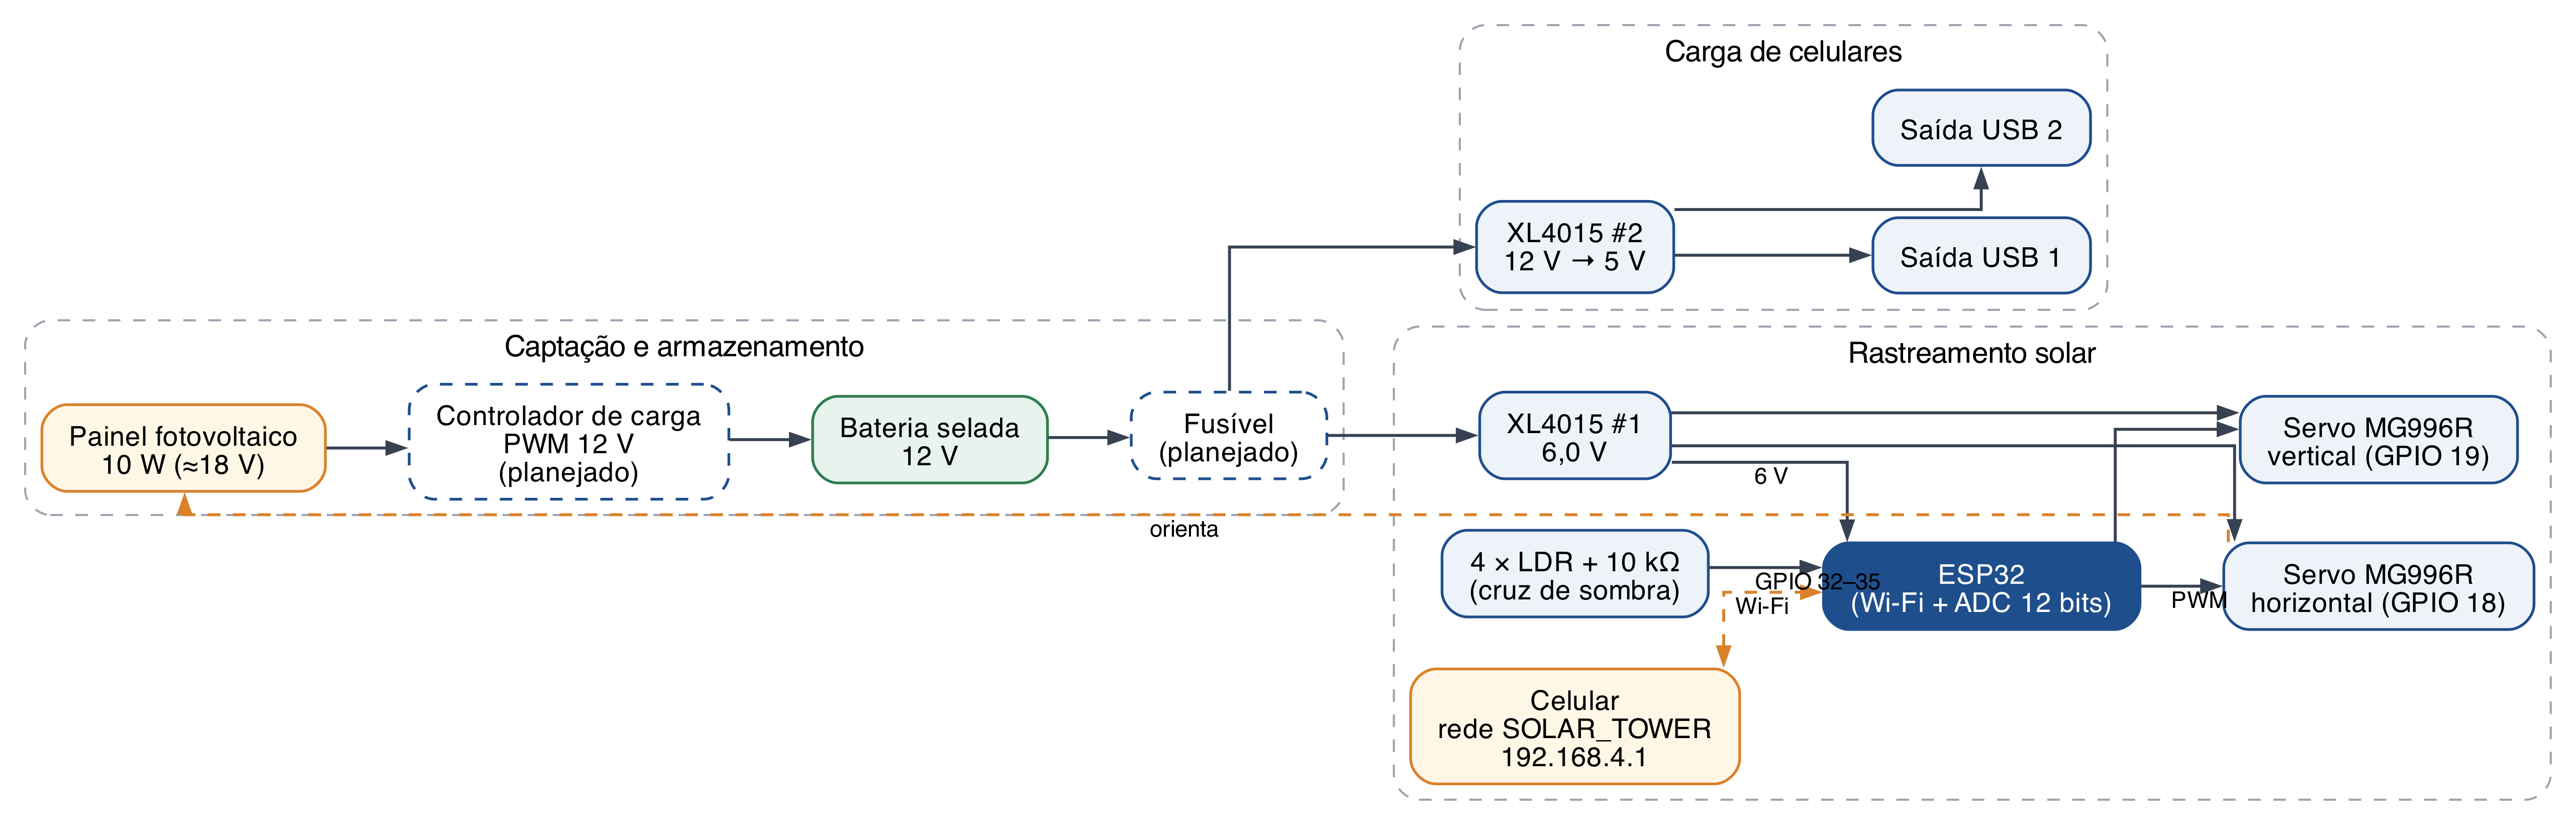 Carga de celulares
Saída USB 2
XL4015 #2
12 V → 5 V
Saída USB 1
Captação e armazenamento
Painel fotovoltaico
10 W (≈18 V)
Controlador de carga
PWM 12 V
(planejado)
Bateria selada
12 V
Fusível
(planejado)
orienta
Rastreamento solar
XL4015 #1
6,0 V
6 V
Servo MG996R
vertical (GPIO 19)
4 × LDR + 10 kΩ
(cruz de sombra)
GPIO 32–35
Wi-Fi
ESP32
(Wi-Fi + ADC 12 bits)
PWM
Servo MG996R
horizontal (GPIO 18)
Celular
rede SOLAR_TOWER
192.168.4.1